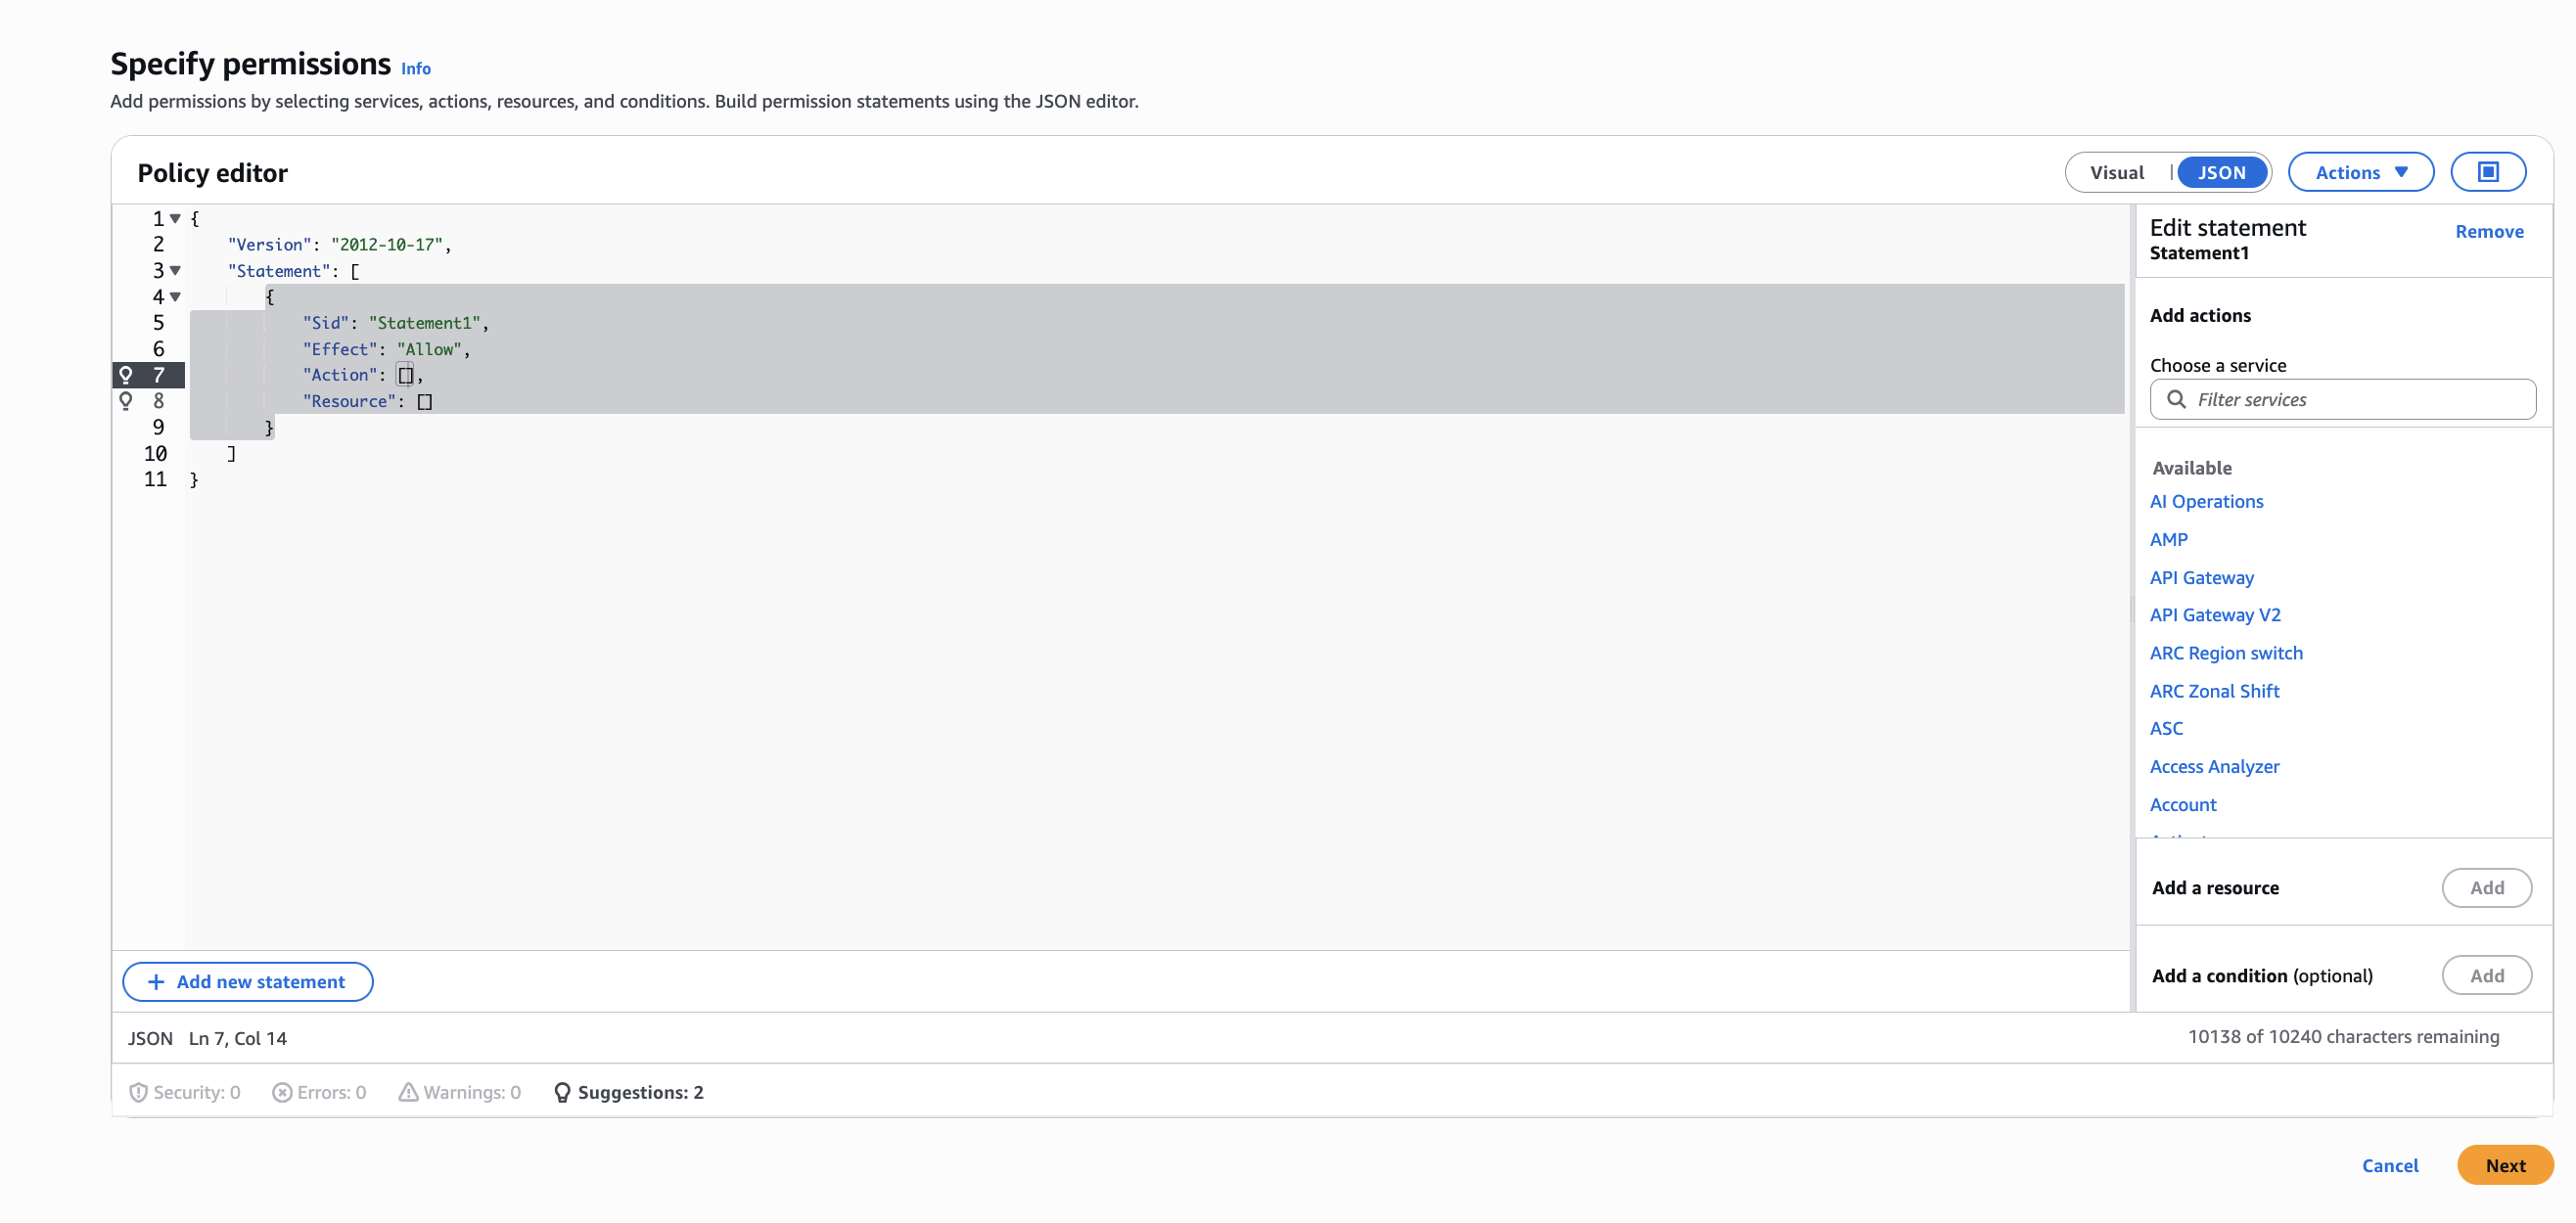 Specify permissions Info
Add permissions by selecting services, actions, resources, and conditions. Build permission statements using the JSON editor.
Policy editor
Visual | JSON
Actions
1 {
2 "Version": "2012-10-17",
3 "Statement": [
4 {
5 "Sid": "Statement1",
6 "Effect": "Allow",
7 "Action": [],
8 "Resource": []
9 }
10 ]
11 }
Add new statement
Edit statement
Remove
Statement1
Add actions
Choose a service
Filter services
Available
AI Operations
AMP
API Gateway
API Gateway V2
ARC Region switch
ARC Zonal Shift
ASC
Access Analyzer
Account
Add a resource
Add
Add a condition (optional)
Add
JSON Ln 7, Col 14
10138 of 10240 characters remaining
Security: 0 Errors: 0 Warnings: 0 Suggestions: 2
Cancel
Next